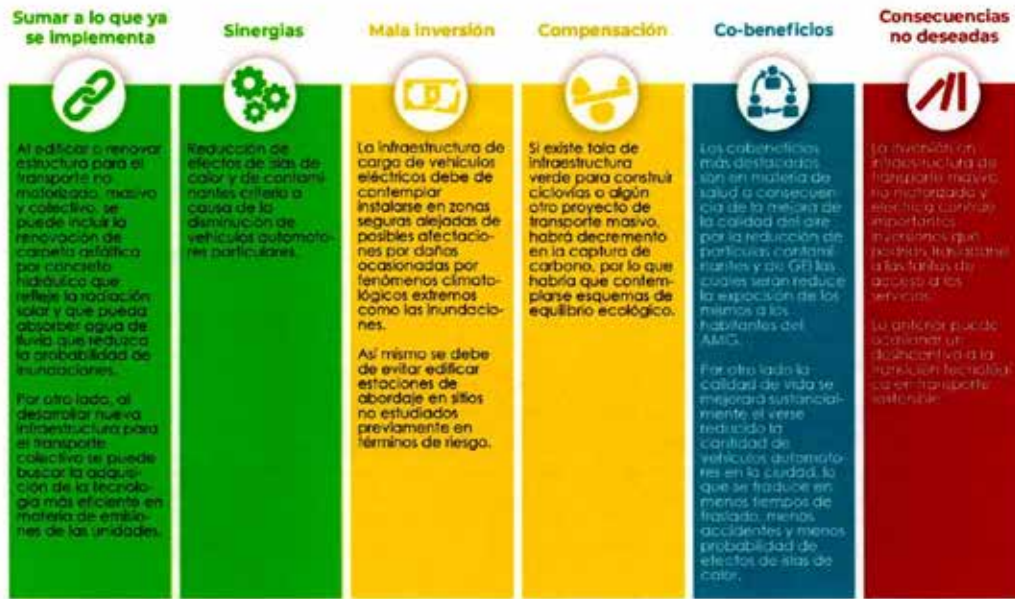 Sumar a lo que ya
se implementa
Al edificar o renovar
estructura para el
transporte no
motorizado, masivo
y colectivo, se
puede incluir la
renovación de
carpeta asfáltica
por concreto
hidráulico que
refleje la radiación
solar y que pueda
absorber agua de
lluvia que reduzca
la probabilidad de
inundaciones.
Por otro lado, al
desarrollar nueva
infraestructura para
el transporte
colectivo se puede
buscar la adqui-
sición de la tecnolo-
gía más eficiente en
materia de emisio-
nes de las unidades.
Sinergias
Reducción de
efectos de islas de
calor y de contami-
nantes criterio a
causa de la
disminución de
vehículos automoto-
res particulares.
Mala inversión
La infraestructura de
carga de vehículos
eléctricos debe de
contemplar
instalarse en zonas
seguras alejadas de
posibles afectacio-
nes por daños
ocasionadas por
fenómenos climato-
lógicos extremos
como las inundacio-
nes.
Así mismo se debe
de evitar edificar
estaciones de
abordaje en sitios
no estudiados
previamente en
términos de riesgo.
Compensación
Si existe tala de
infraestructura
verde para construir
ciclovías o algún
otro proyecto de
transporte masivo,
habrá decremento
en la captura de
carbono, por lo que
habría que contem-
plarse esquemas de
equilibrio ecológico.
Co-beneficios
Los cobeneficios
más destacados
son en materia de
salud a consecuen-
cia de la mejora de
la calidad del aire
por la reducción de
partículas contami-
nantes y de GEI las
cuales serán reduce
la exposición de los
mismos a los
habitantes del
AMG.
Por otro lado la
calidad de vida se
mejorará sustancial-
mente el verse
reducido la
cantidad de
vehículos automoto-
res en la ciudad, lo
que se traduce en
menos tiempos de
traslado, menos
accidentes y menos
probabilidad de
efectos de islas de
calor.
Consecuencias
no deseadas
La inversión en
infraestructura de
transporte masivo,
no motorizado y
eléctrico conlleva
importantes
inversiones que
podrían trasladarse
a las tarifas de
acceso a los
servicios.
Lo anterior puede
ocasionar un
desincentivo a la
transición tecnológi-
ca en transporte
sostenible.